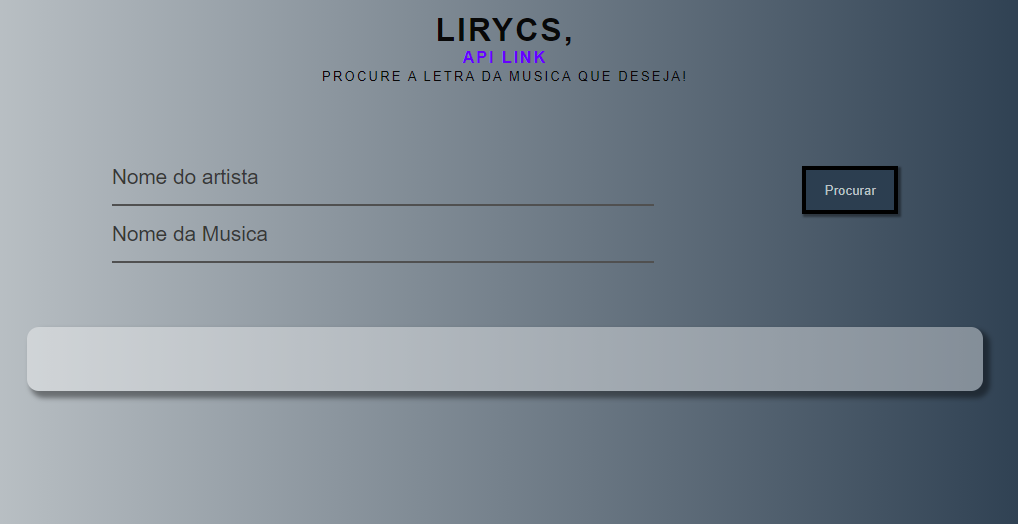 LIRYCS,
API LINK
PROCURE A LETRA DA MUSICA QUE DESEJA!
Nome do artista
Procurar
Nome da Musica